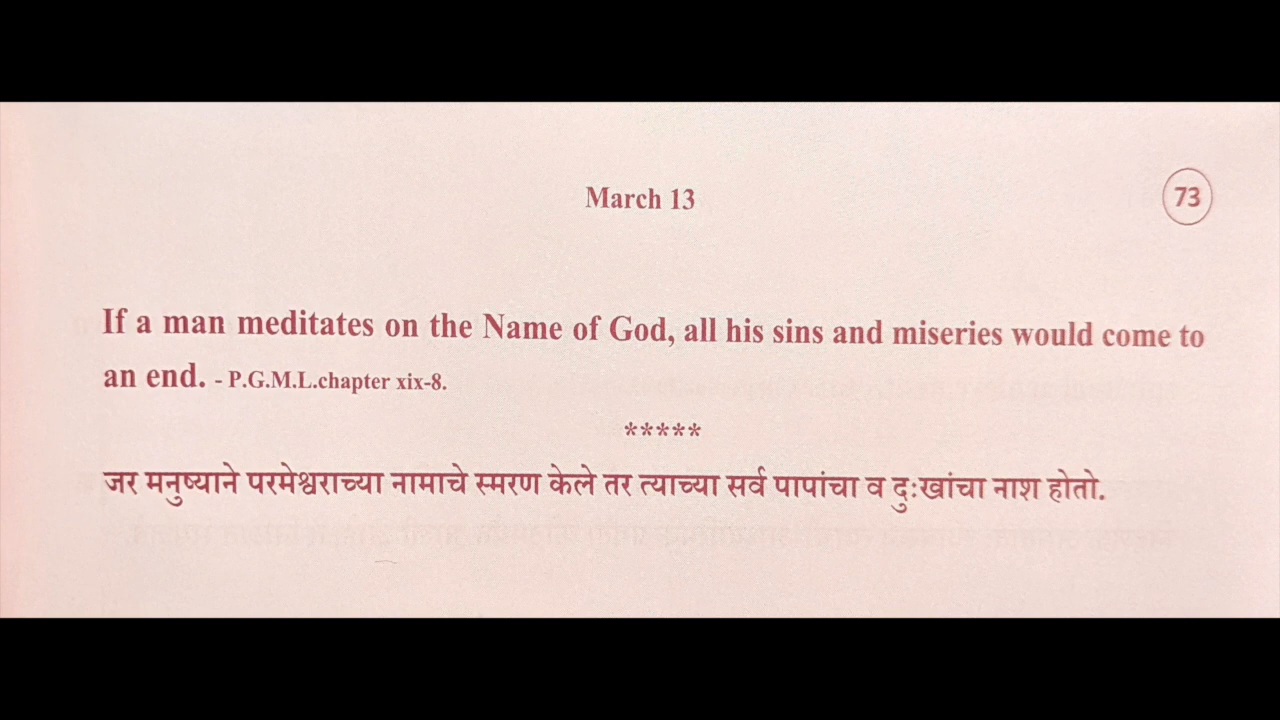 March 13
73
If a man meditates on the Name of God, all his sins and miseries would come to
an end. - P.G.M.L.chapter xix-8.
*****
जर मनुष्याने परमेश्वराच्या नामाचे स्मरण केले तर त्याच्या सर्व पापांचा व दुःखांचा नाश होतो.